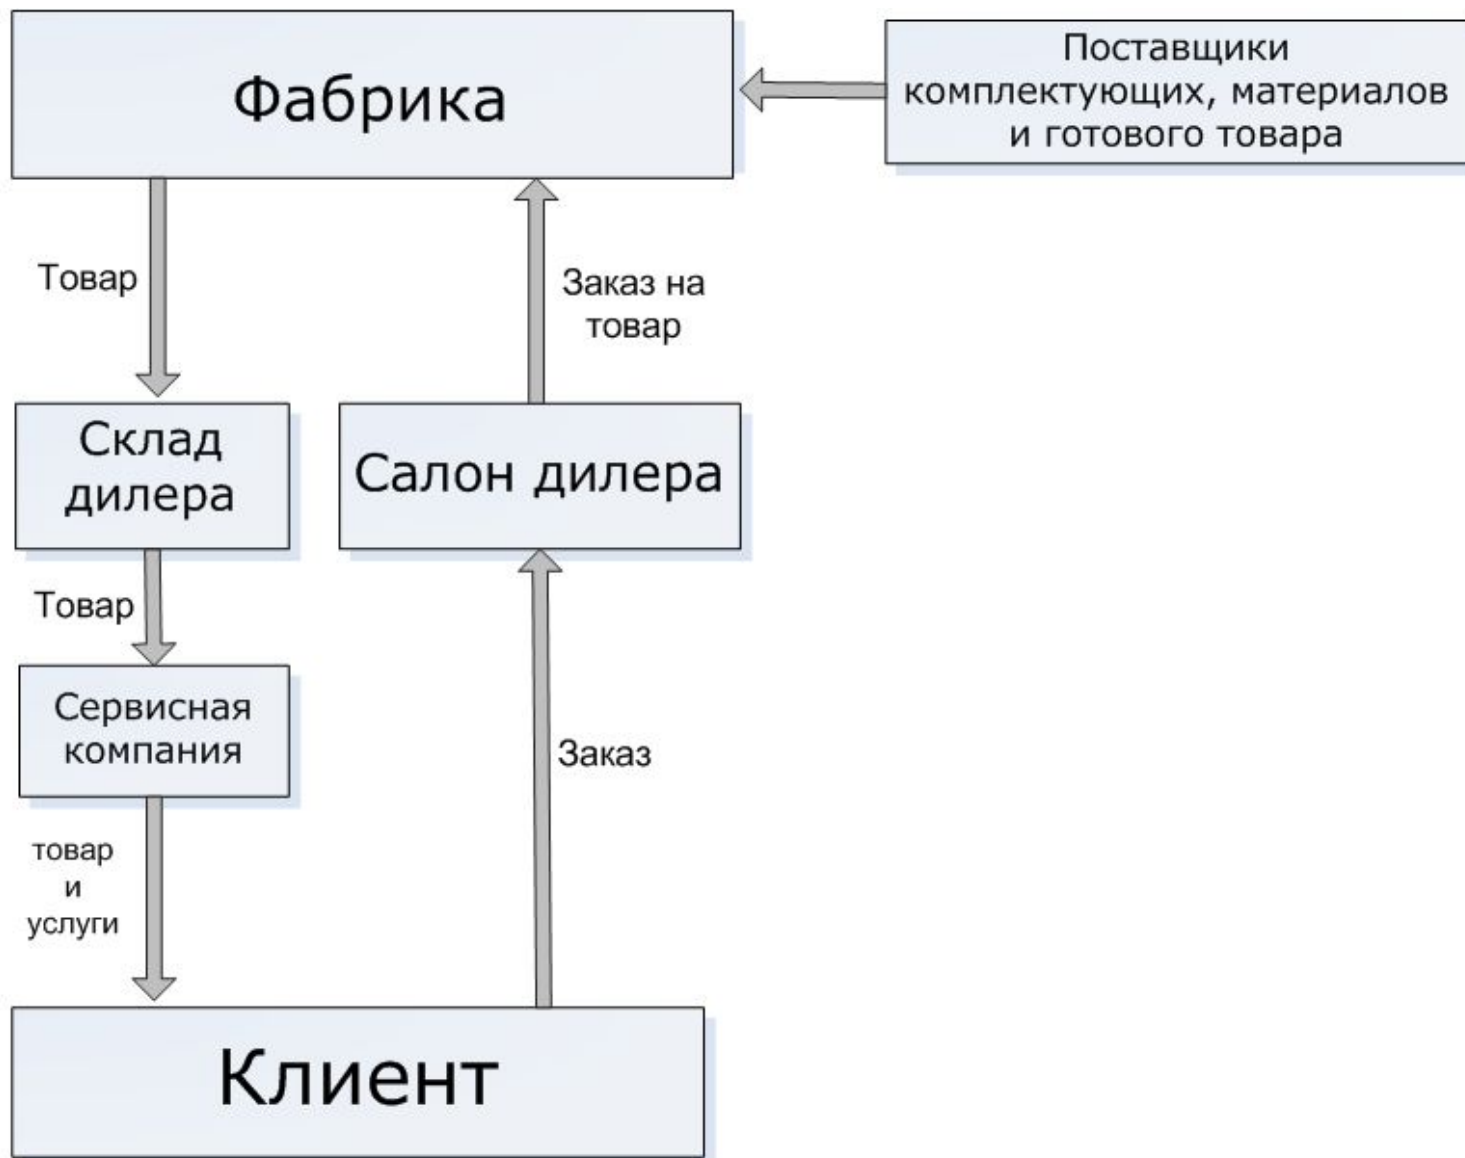 Фабрика
Поставщики
комплектующих, материалов
и готового товара
Товар
Заказ на
товар
Склад
дилера
Салон дилера
Товар
Сервисная
компания
Заказ
товар
и
услуги
Клиент